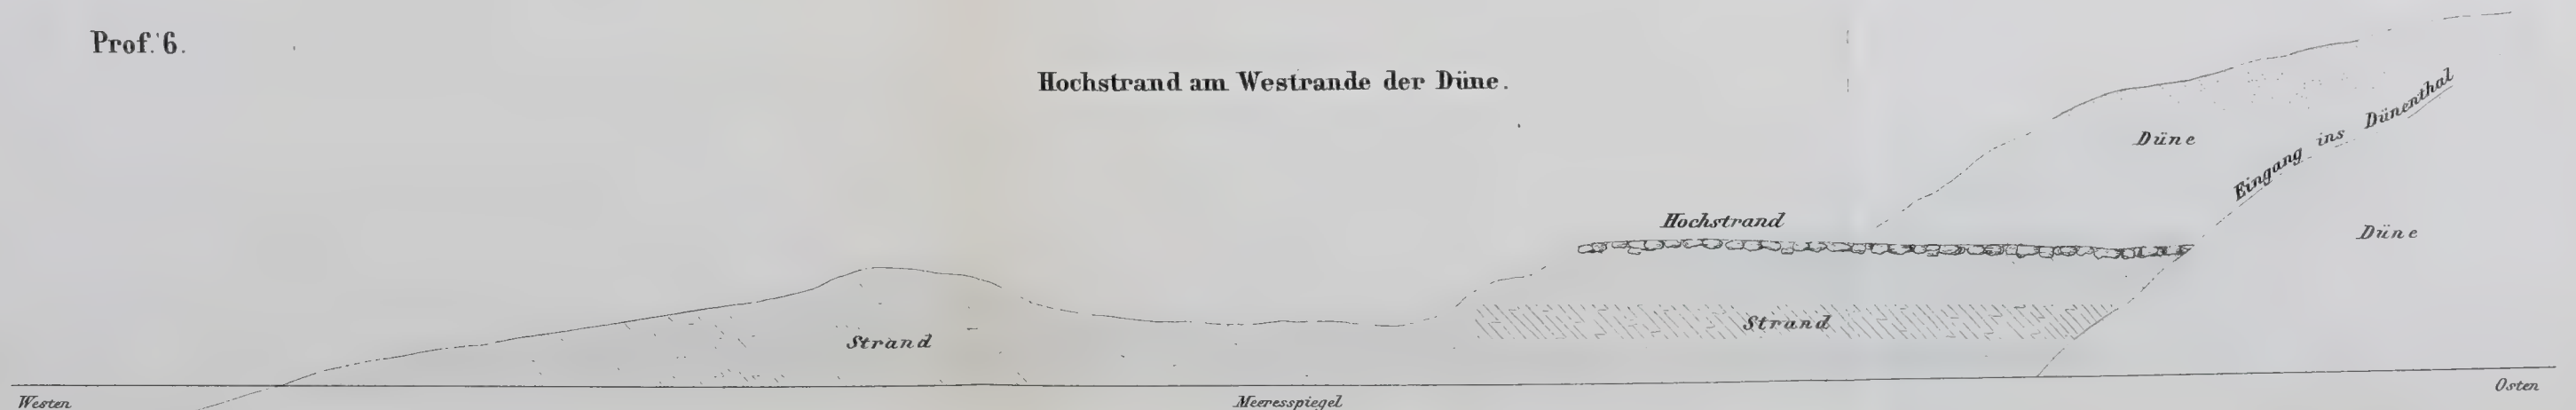 Prof. 6.
Hochstrand am Westrande der Düne.
Düne
Eingang ins Dünenthal
Hochstrand
Düne
Strand
Strand
Westen
Meeresspiegel
Osten